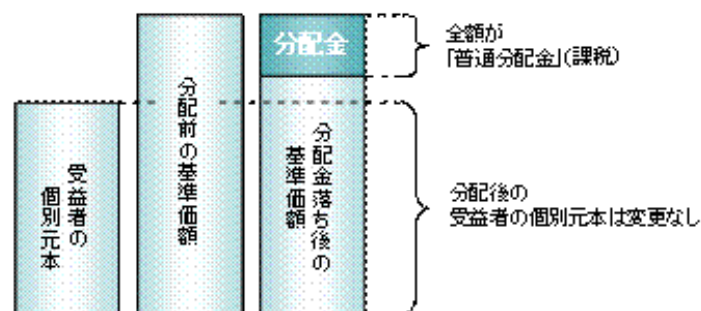 受益者の
個別元本
分配前の基準価額
分配金
分配金落ち後の
基準価額
全額が
「普通分配金」(課税)
分配後の
受益者の個別元本は変更なし